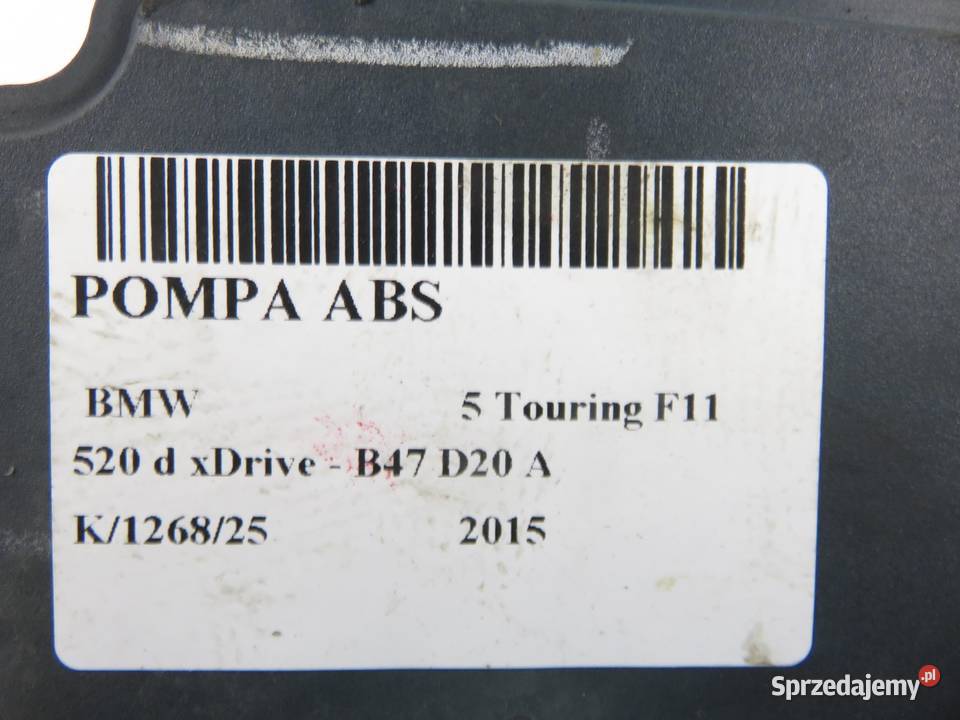 POMPA ABS
BMW 5 Touring F11
520 d xDrive - B47 D20 A
K/1268/25 2015
Sprzedajemy.pl